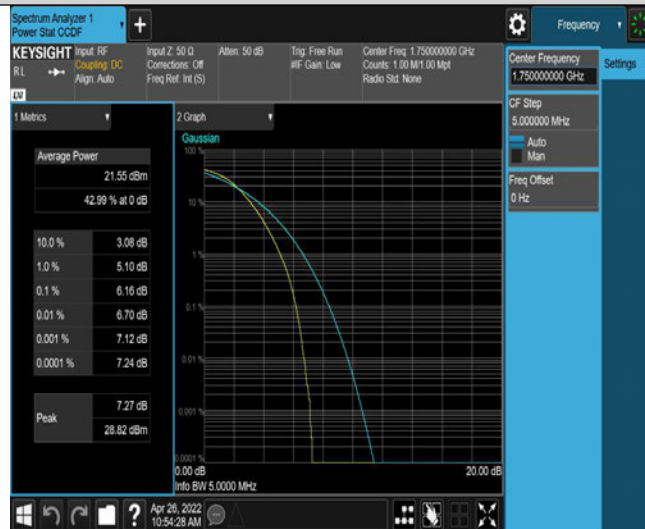 Spectrum Analyzer 1
Power Stat CCDF
Frequency
KEYSIGHT
RL
Input: RF
Coupling: DC
Align: Auto
Input Z: 50 Ω
Corrections: Off
Freq Ref: Int (S)
Atten: 50 dB
Trig: Free Run
#IF Gain: Low
Center Freq: 1.750000000 GHz
Counts: 1.00 M/1.00 Mpt
Radio Std: None
Center Frequency
1.750000000 GHz
Settings
CF Step
5.000000 MHz
Auto
Man
Freq Offset
0 Hz
1 Metrics
Average Power
21.55 dBm
42.99 % at 0 dB
10.0 % 3.08 dB
1.0 % 5.10 dB
0.1 % 6.16 dB
0.01 % 6.70 dB
0.001 % 7.12 dB
0.0001 % 7.24 dB
Peak
7.27 dB
28.82 dBm
2 Graph
Gaussian
100 %
10 %
1 %
0.1 %
0.01 %
0.001 %
0.0001 %
0.00 dB
20.00 dB
Info BW 5.0000 MHz
?
Apr 26, 2022
10:54:28 AM